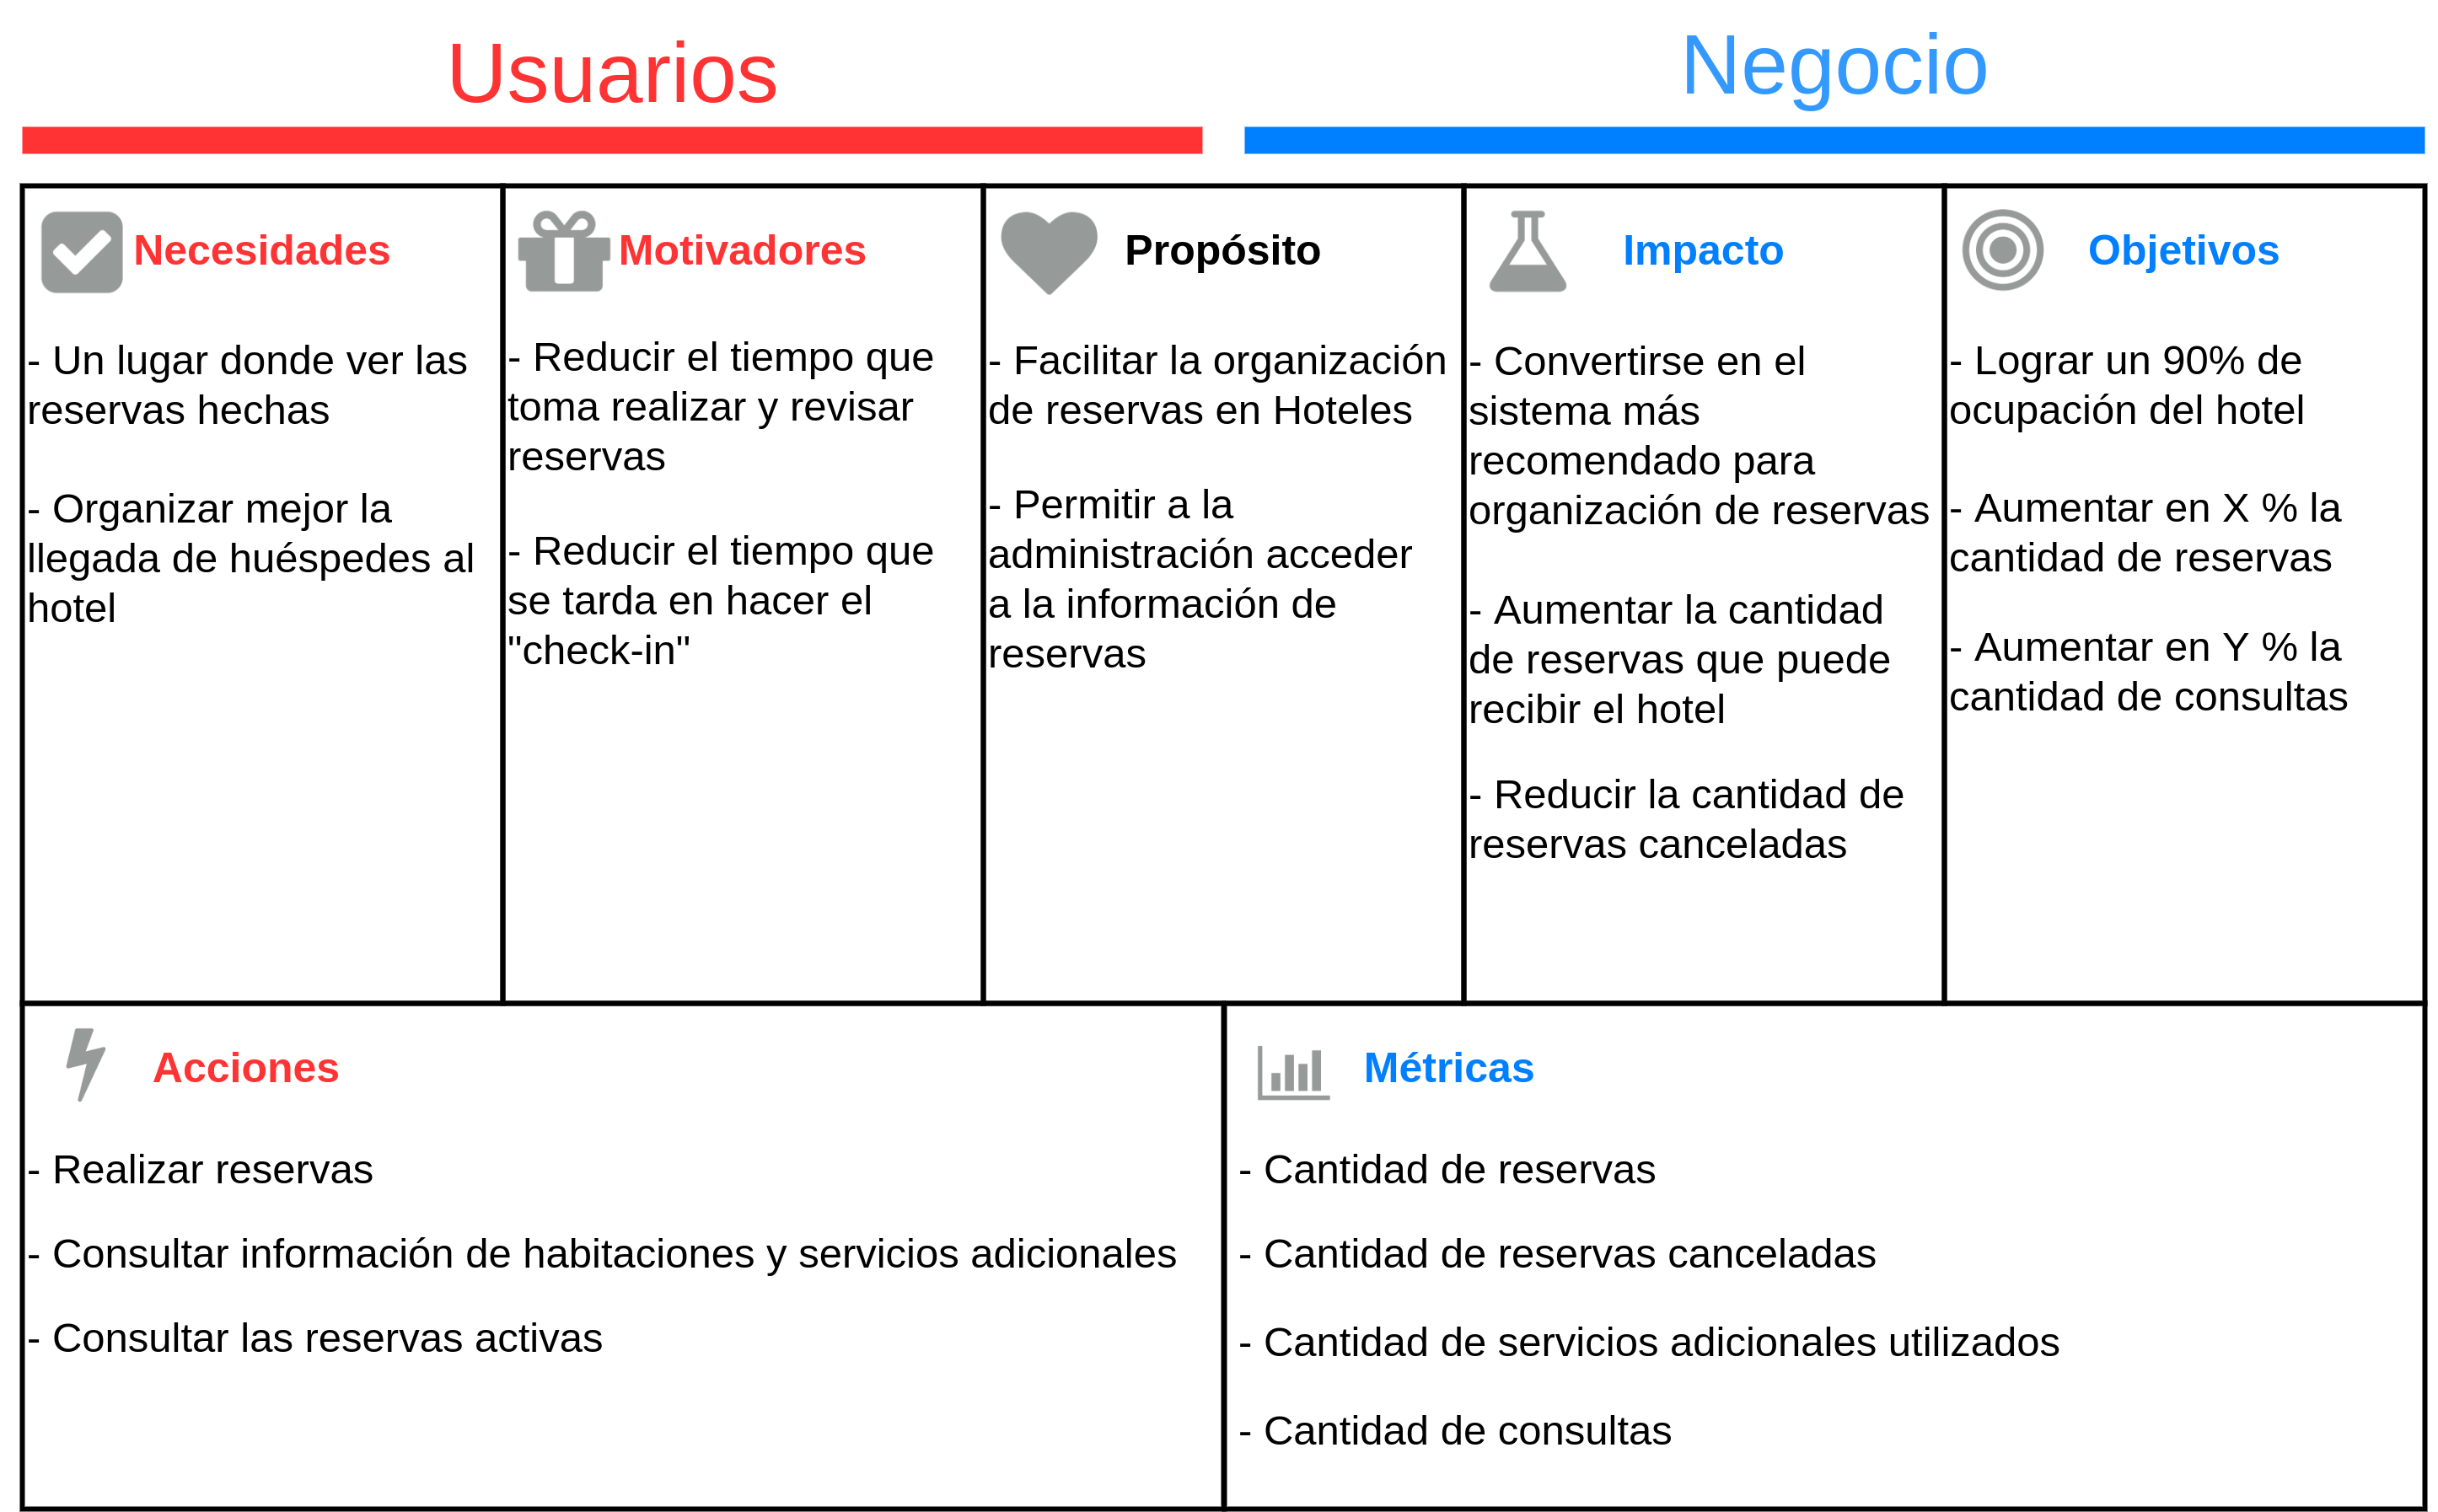 Usuarios
Negocio
Necesidades
- Un lugar donde ver las
reservas hechas
- Organizar mejor la
llegada de huéspedes al
hotel
Motivadores
- Reducir el tiempo que
toma realizar y revisar
reservas
- Reducir el tiempo que
se tarda en hacer el
"check-in"
Propósito
- Facilitar la organización
de reservas en Hoteles
- Permitir a la
administración acceder
a la información de
reservas
Impacto
- Convertirse en el
sistema más
recomendado para
organización de reservas
- Aumentar la cantidad
de reservas que puede
recibir el hotel
- Reducir la cantidad de
reservas canceladas
Objetivos
- Lograr un 90% de
ocupación del hotel
- Aumentar en X % la
cantidad de reservas
- Aumentar en Y % la
cantidad de consultas
Acciones
- Realizar reservas
- Consultar información de habitaciones y servicios adicionales
- Consultar las reservas activas
Métricas
- Cantidad de reservas
- Cantidad de reservas canceladas
- Cantidad de servicios adicionales utilizados
- Cantidad de consultas